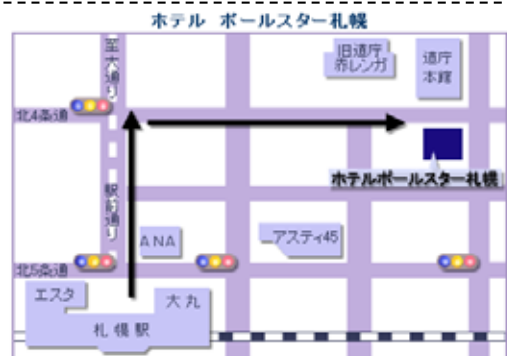 ホテル ポールスター札幌
至大通り
旧道庁
赤レンガ
道庁
本館
北4条通
ホテルポールスター札幌
駅前通り
ANA
アスティ45
北5条通
エスタ
大丸
札幌駅